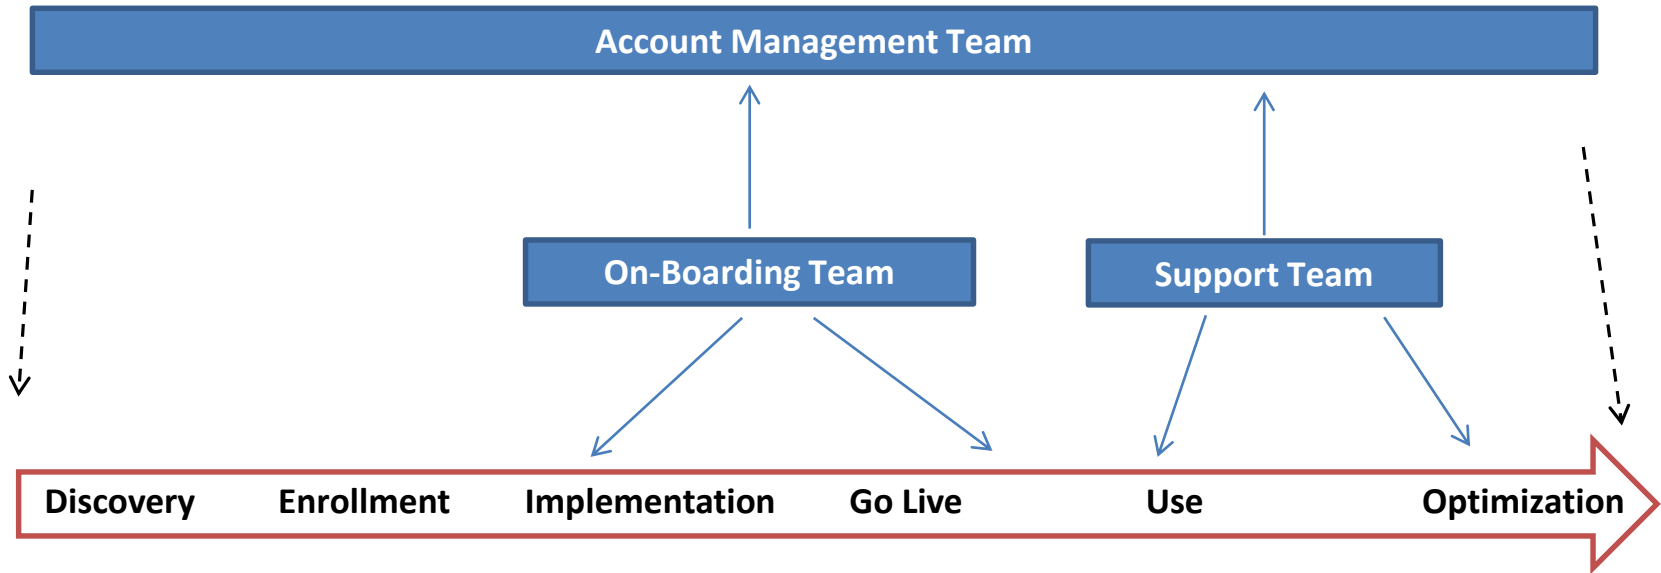 Account Management Team
On-Boarding Team
Support Team
Discovery Enrollment Implementation Go Live Use Optimization